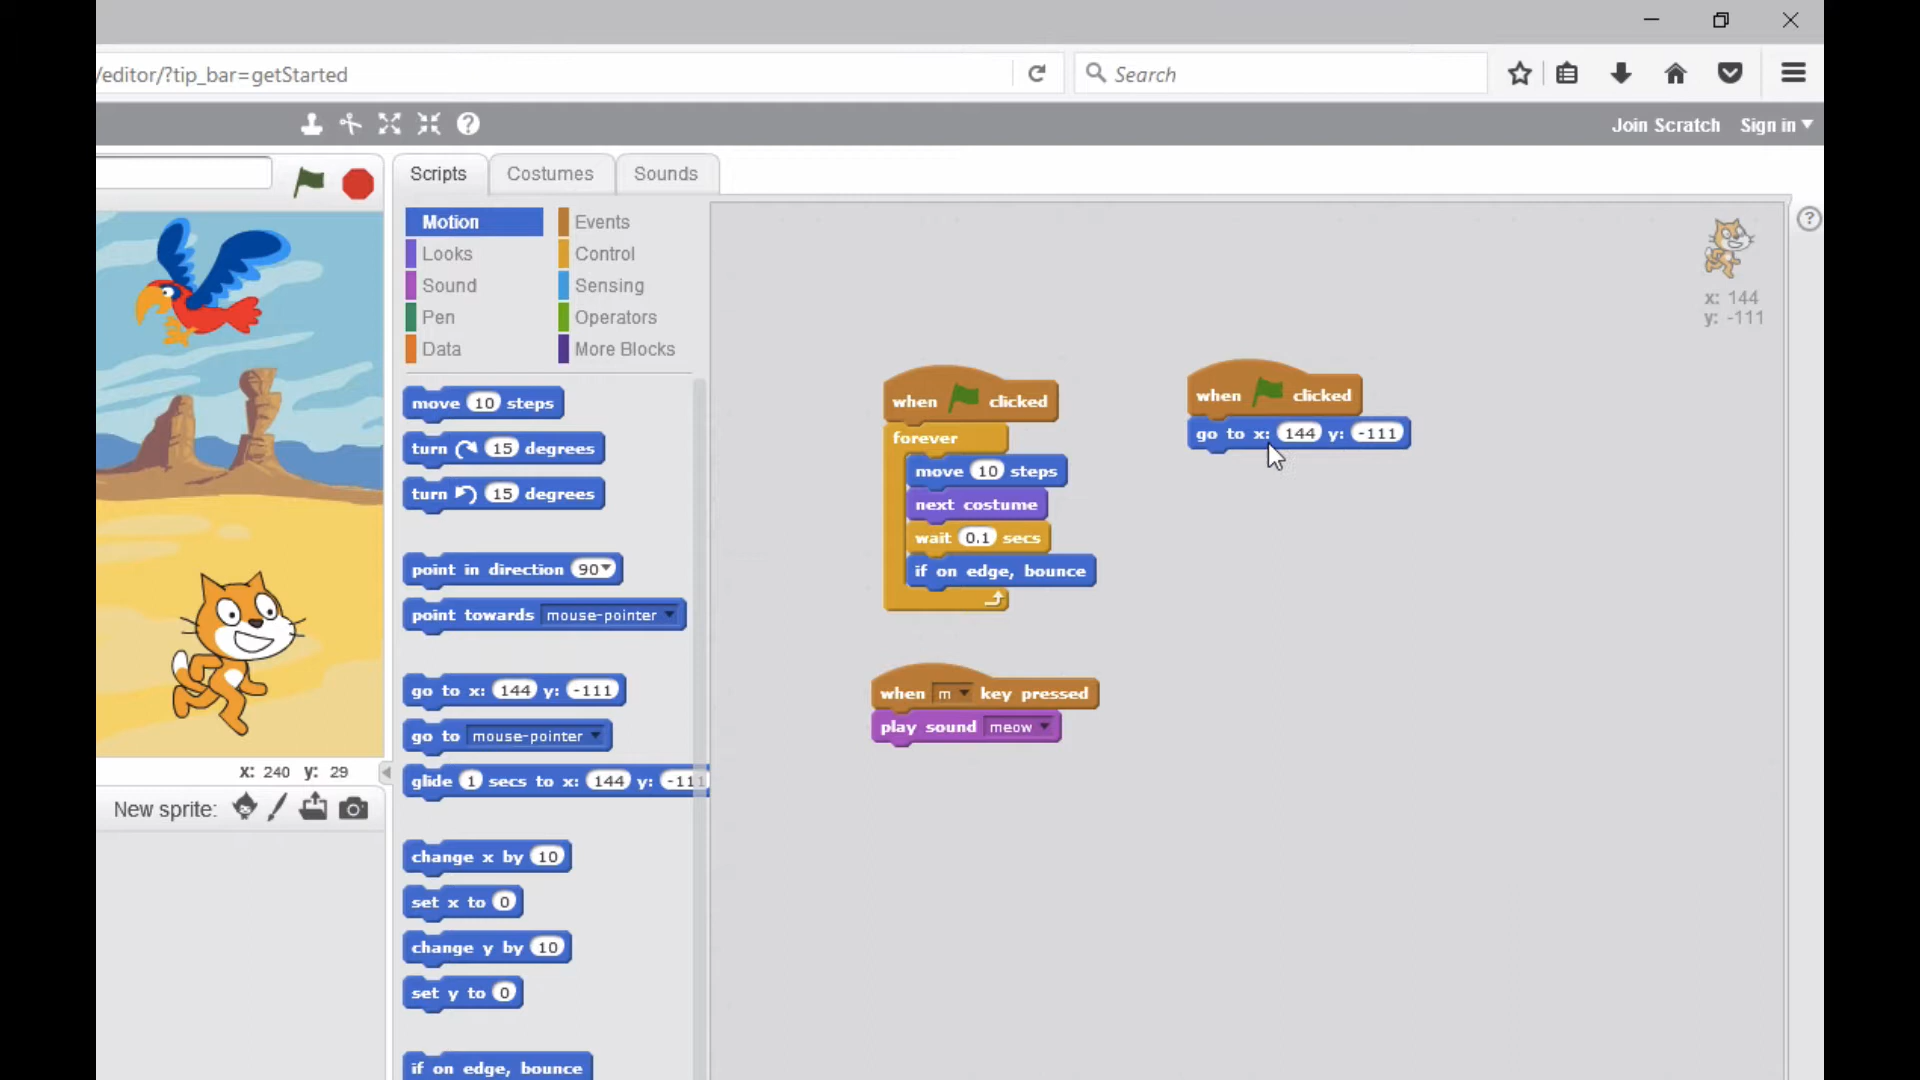 /editor/?tip_bar=getStarted
Search
Join Scratch Sign in
Scripts Costumes Sounds
Motion Events
Looks Control
Sound Sensing
Pen Operators
Data More Blocks
move 10 steps
turn 15 degrees
turn 15 degrees
point in direction 90
point towards mouse-pointer
go to x: 144 y: -111
go to mouse-pointer
glide 1 secs to x: 144 y: -111
change x by 10
set x to 0
change y by 10
set y to 0
if on edge, bounce
when clicked
forever
move 10 steps
next costume
wait 0.1 secs
if on edge, bounce
when m key pressed
play sound meow
when clicked
go to x: 144 y: -111
x: 144
y: -111
x: 240 y: 29
New sprite: